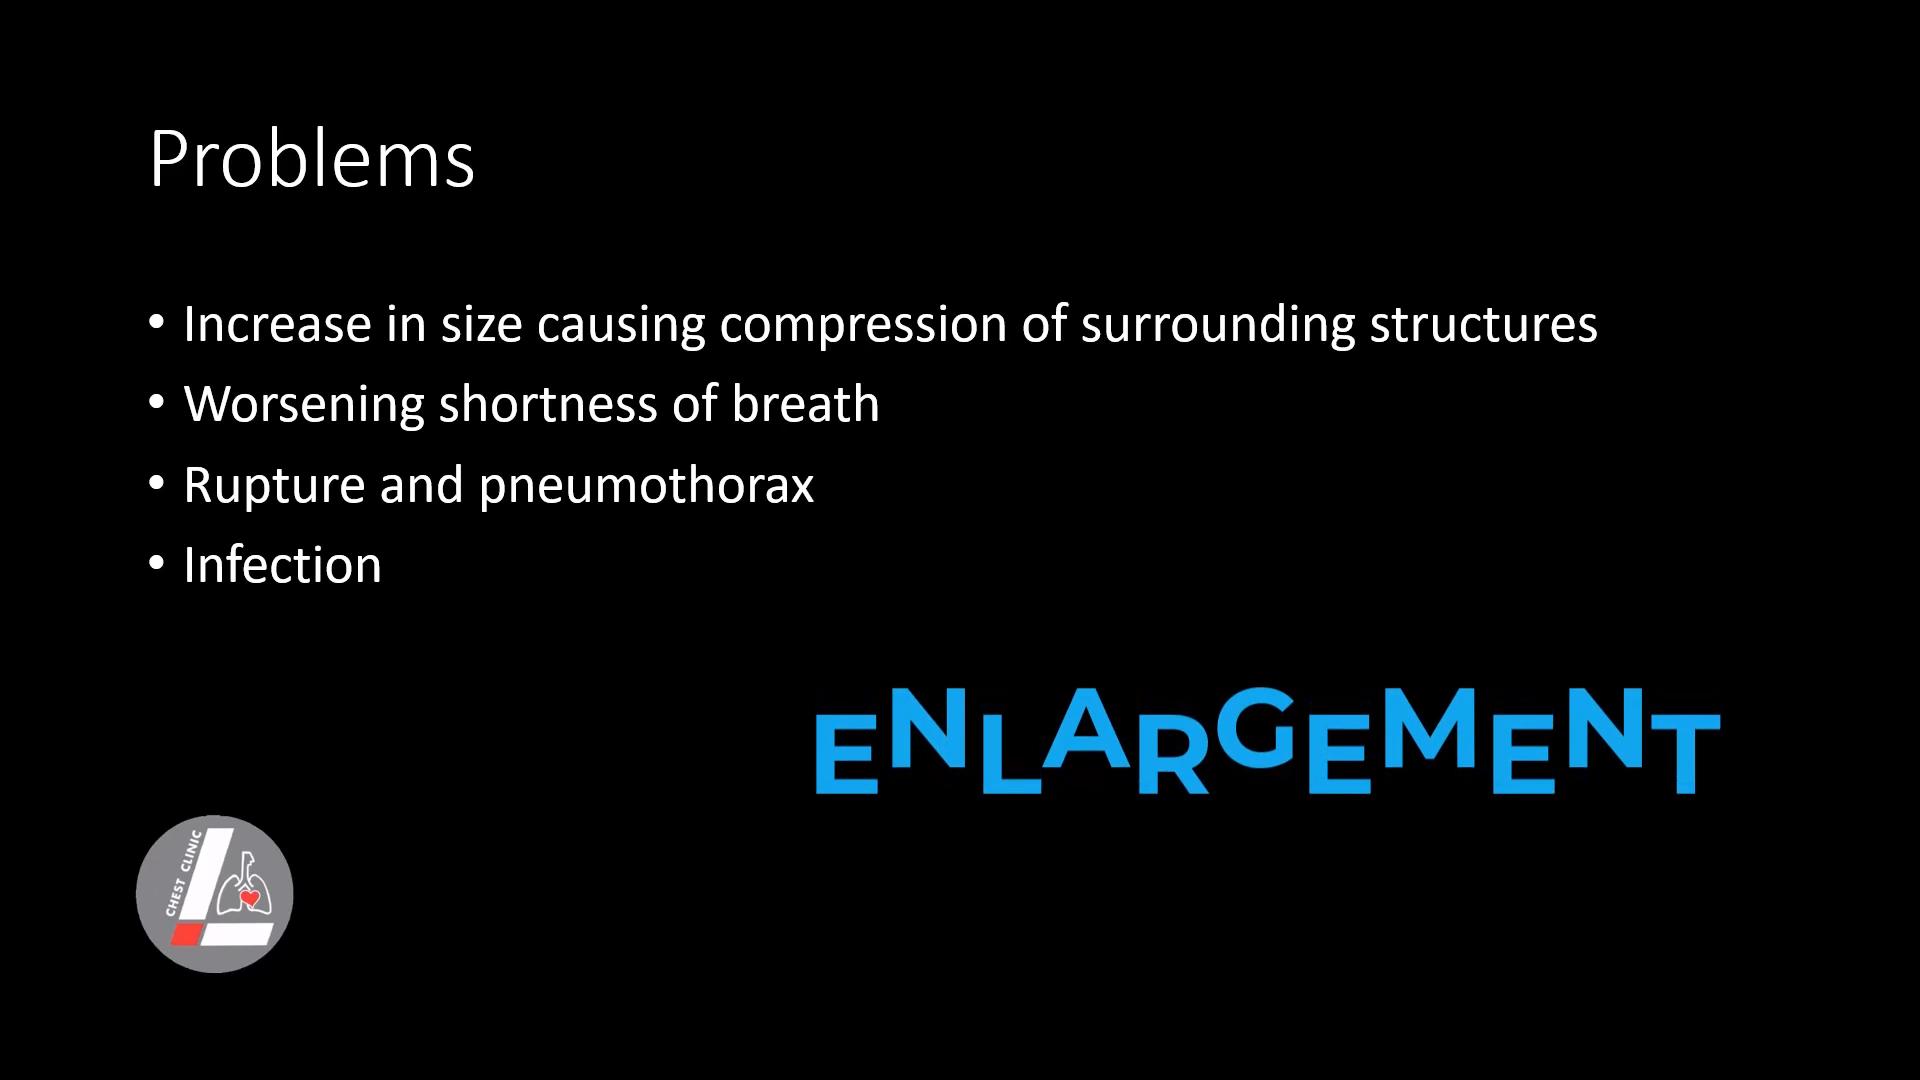 Problems
• Increase in size causing compression of surrounding structures
• Worsening shortness of breath
• Rupture and pneumothorax
• Infection
ENLARGEMENT
CHEST CLINIC